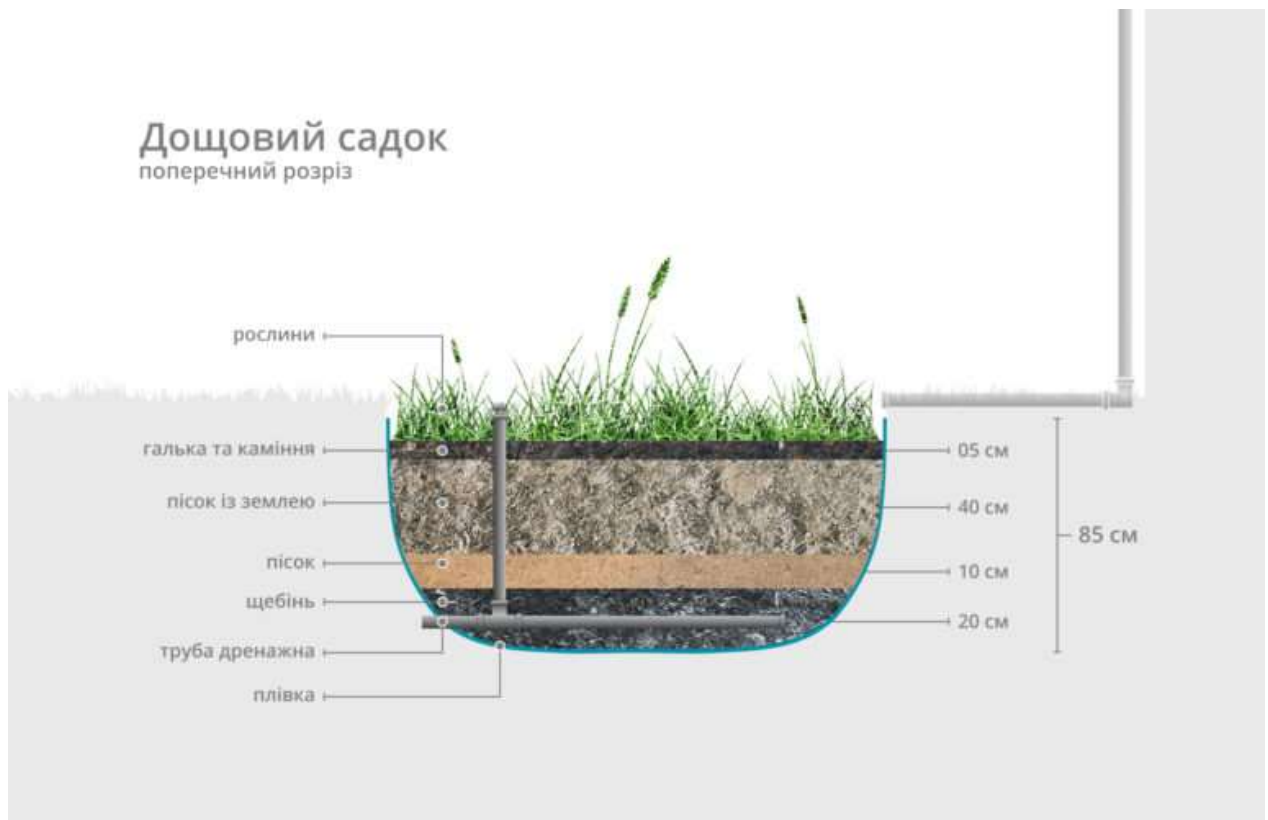 Дощовий садок
поперечний розріз
рослини
галька та каміння
05 см
пісок із землею
40 см
85 см
пісок
10 см
щебінь
20 см
труба дренажна
плівка